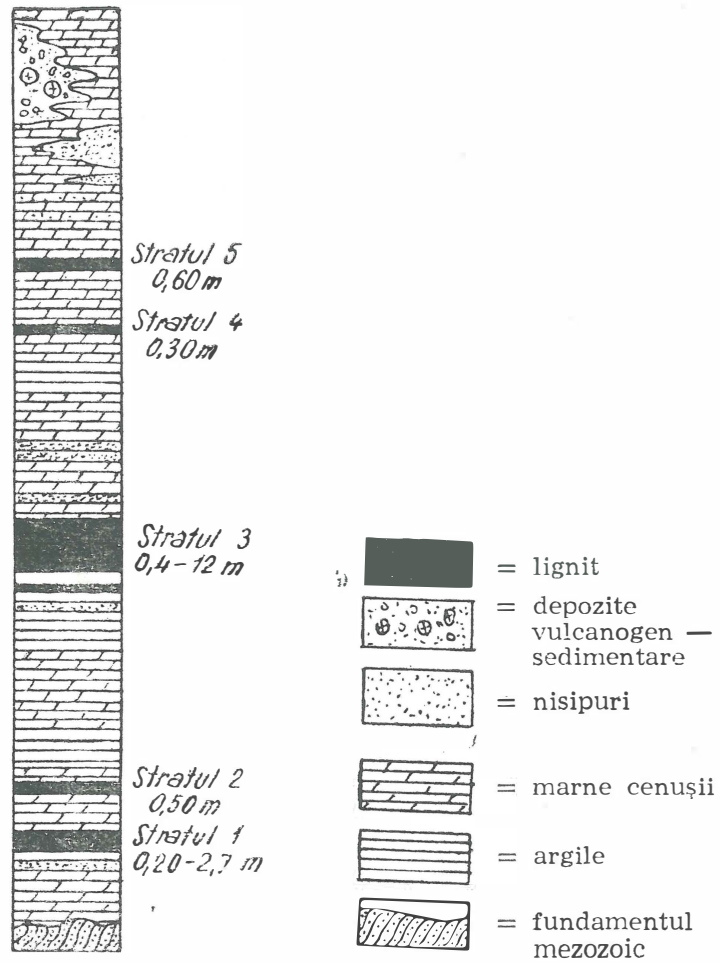 Stratul 5
0,60 m
Stratul 4
0,30 m
Stratul 3
0,4-12 m
Stratul 2
0,50 m
Stratul 1
0,20-2,7 m
= lignit
= depozite
vulcanogen —
sedimentare
= nisipuri
= marne cenușii
= argile
= fundamentul
mezozoic